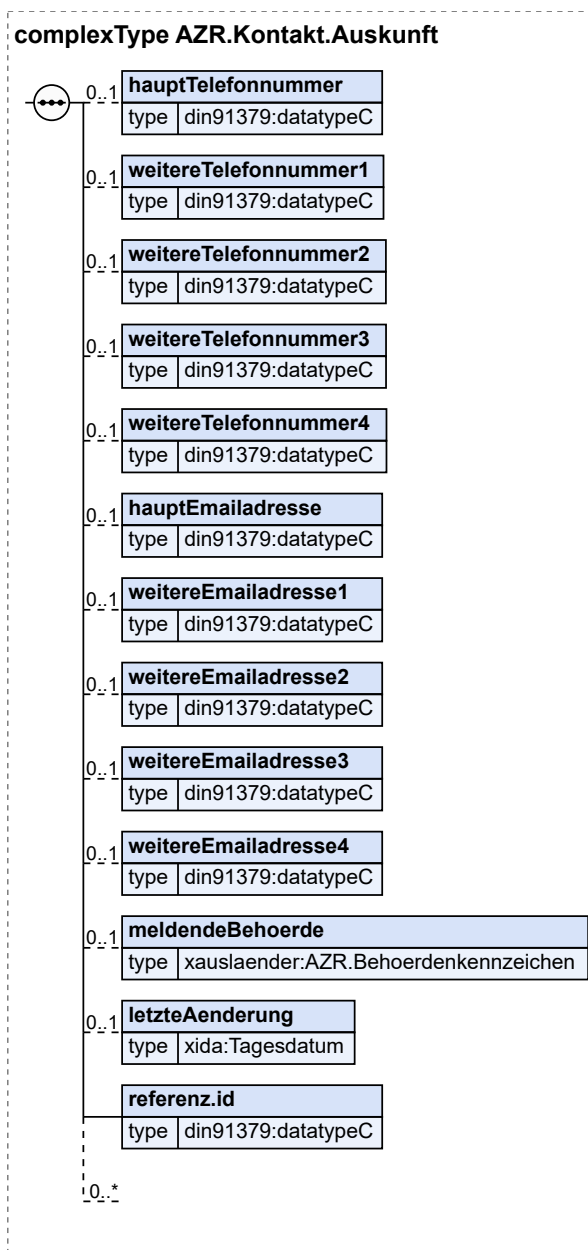 complexType AZR.Kontakt.Auskunft
0..1 hauptTelefonnummer
type din91379:datatypeC
0..1 weitereTelefonnummer1
type din91379:datatypeC
0..1 weitereTelefonnummer2
type din91379:datatypeC
0..1 weitereTelefonnummer3
type din91379:datatypeC
0..1 weitereTelefonnummer4
type din91379:datatypeC
0..1 hauptEmailadresse
type din91379:datatypeC
0..1 weitereEmailadresse1
type din91379:datatypeC
0..1 weitereEmailadresse2
type din91379:datatypeC
0..1 weitereEmailadresse3
type din91379:datatypeC
0..1 weitereEmailadresse4
type din91379:datatypeC
0..1 meldendeBehoerde
type xauslaender:AZR.Behoerdenkennzeichen
0..1 letzteAenderung
type xida:Tagesdatum
referenz.id
type din91379:datatypeC
0..*